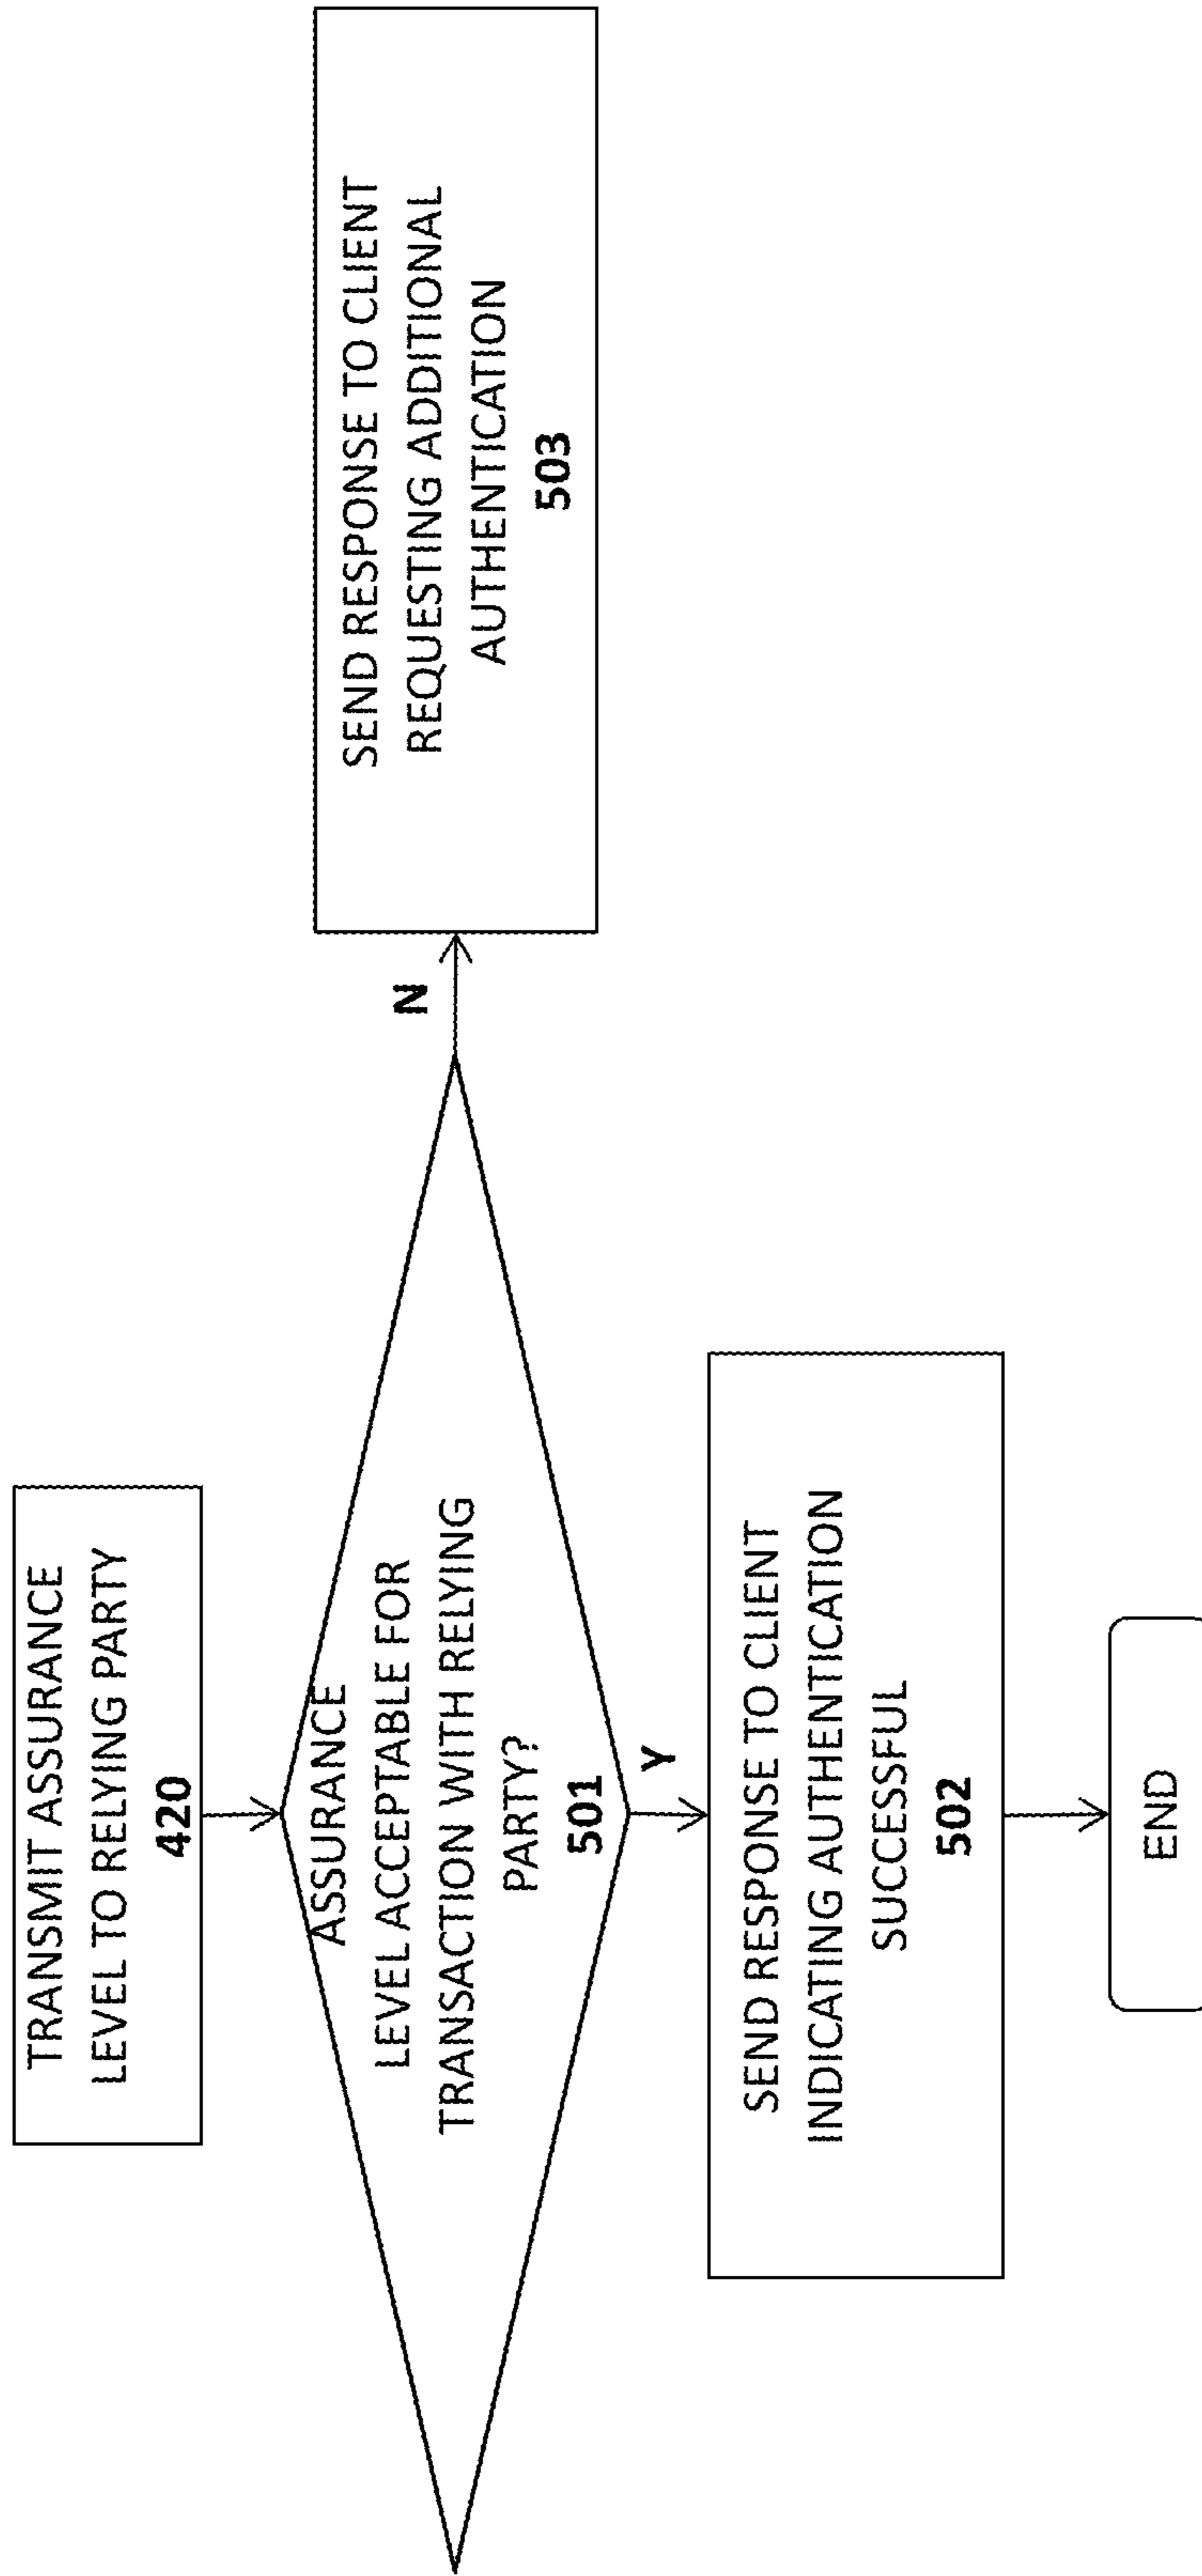 TRANSMIT ASSURANCE
LEVEL TO RELYING PARTY
420
ASSURANCE
LEVEL ACCEPTABLE FOR
TRANSACTION WITH RELYING
PARTY?
501
N
SEND RESPONSE TO CLIENT
REQUESTING ADDITIONAL
AUTHENTICATION
503
Y
SEND RESPONSE TO CLIENT
INDICATING AUTHENTICATION
SUCCESSFUL
502
END